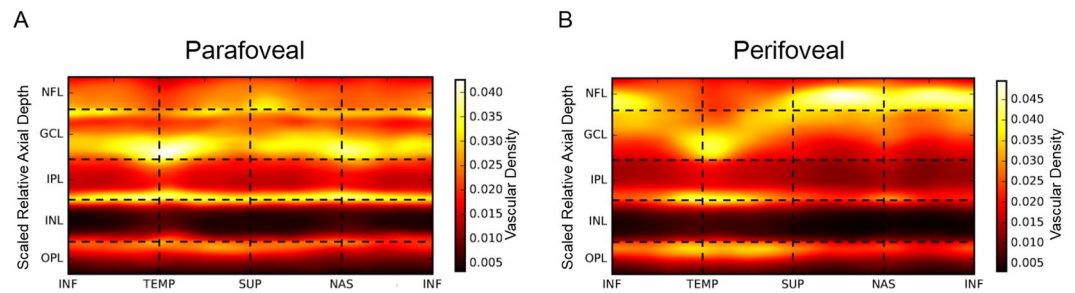 A
Parafoveal
Scaled Relative Axial Depth
NFL
GCL
IPL
INL
OPL
INF
TEMP
SUP
NAS
INF
0.040
0.035
0.030
0.025
0.020
0.015
0.010
0.005
Vascular Density
B
Perifoveal
Scaled Relative Axial Depth
NFL
GCL
IPL
INL
OPL
INF
TEMP
SUP
NAS
INF
0.045
0.040
0.035
0.030
0.025
0.020
0.015
0.010
0.005
Vascular Density